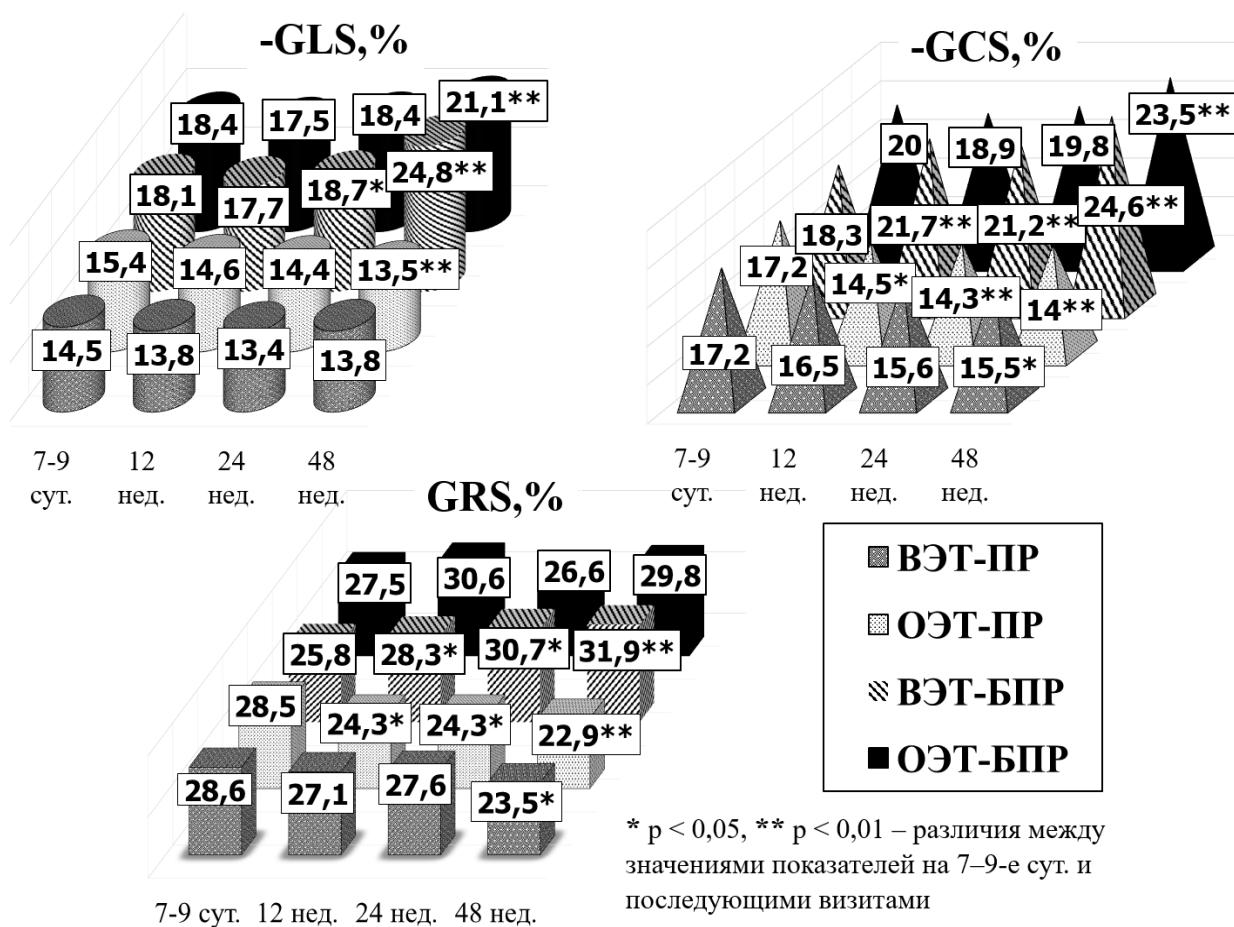 -GLS,%
18,4 17,5 18,4 21,1**
18,1 17,7 18,7* 24,8**
15,4 14,6 14,4 13,5**
14,5 13,8 13,4 13,8
7-9 12 24 48
сут. нед. нед. нед.
-GCS,%
20 18,9 19,8 23,5**
18,3 21,7** 21,2** 24,6**
17,2 14,5* 14,3** 14**
17,2 16,5 15,6 15,5*
7-9 12 24 48
сут. нед. нед. нед.
GRS,%
27,5 30,6 26,6 29,8
25,8 28,3* 30,7* 31,9**
28,5 24,3* 24,3* 22,9**
28,6 27,1 27,6 23,5*
7-9 сут. 12 нед. 24 нед. 48 нед.
ВЭТ-ПР
ОЭТ-ПР
ВЭТ-БПР
ОЭТ-БПР
* p < 0,05, ** p < 0,01 – различия между
значениями показателей на 7–9-е сут. и
последующими визитами